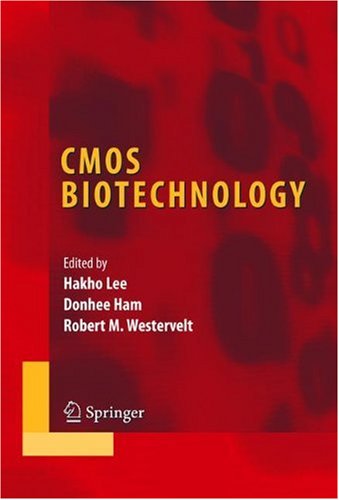 CMOS
BIOTECHNOLOGY
Edited by
Hakho Lee
Donhee Ham
Robert M. Westervelt
Springer